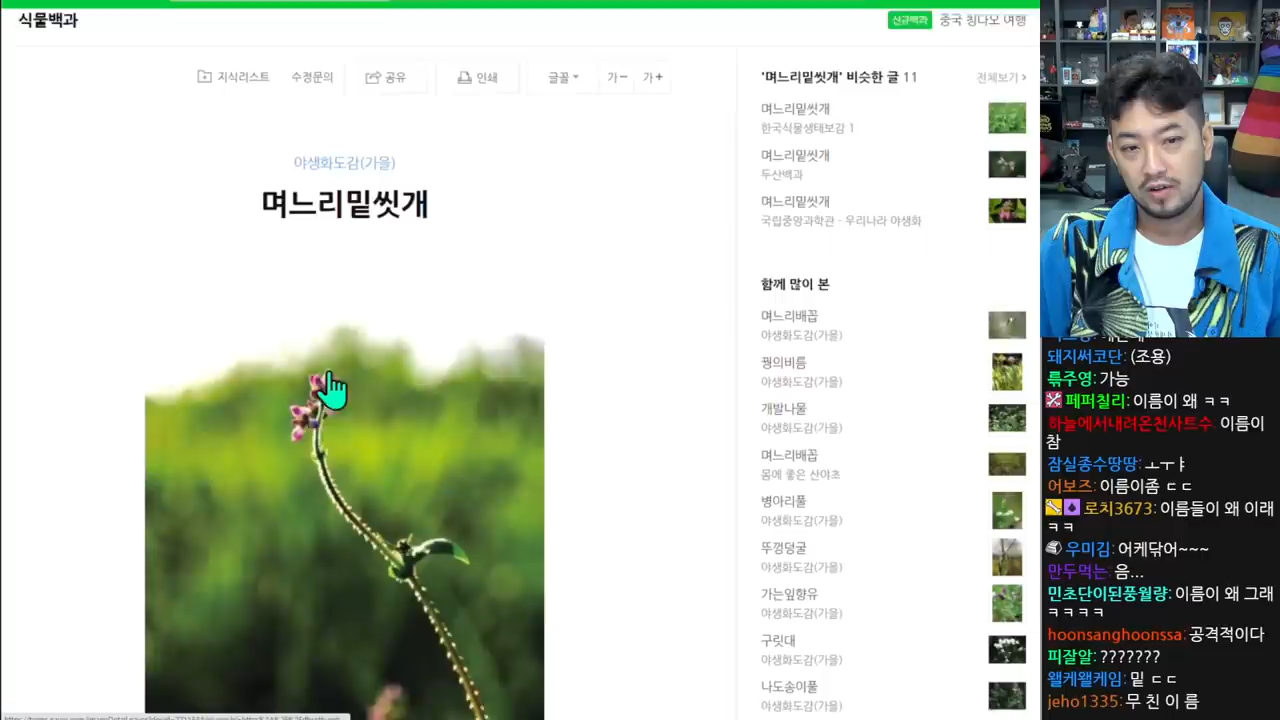 식물백과
신규백과 중국 칭다오 여행
지식리스트 수정문의 공유 인쇄 글꼴 가- 가+
야생화도감(가을)
며느리밑씻개
'며느리밑씻개' 비슷한 글 11 전체보기
며느리밑씻개
한국식물생태보감 1
며느리밑씻개
두산백과
며느리밑씻개
국립중앙과학관 - 우리나라 야생화
함께 많이 본
며느리배꼽
야생화도감(가을)
꿩의비름
야생화도감(가을)
개발나물
야생화도감(가을)
며느리배꼽
몸에 좋은 산야초
병아리풀
야생화도감(가을)
뚜껑덩굴
야생화도감(가을)
가는잎향유
야생화도감(가을)
구릿대
야생화도감(가을)
나도송이풀
야생화도감(가을)
돼지써코단: (조용)
륶주영: 가능
페퍼칠리: 이름이 왜 ㅋㅋ
하늘에서내려온천사트수: 이름이
참
잠실종수땅땅: ㅗㅜㅑ
어보즈: 이름이좀 ㄷㄷ
로치3673: 이름들이 왜 이래
ㅋㅋ
우미김: 어케닦어~~~
만두먹는: 음...
민초단이된풍월량: 이름이 왜 그래
ㅋㅋㅋㅋ
hoonsanghoonssa: 공격적이다
피잘알: ???????
왤케왤케임: 밑 ㄷㄷ
jeho1335: 무 친 이 름